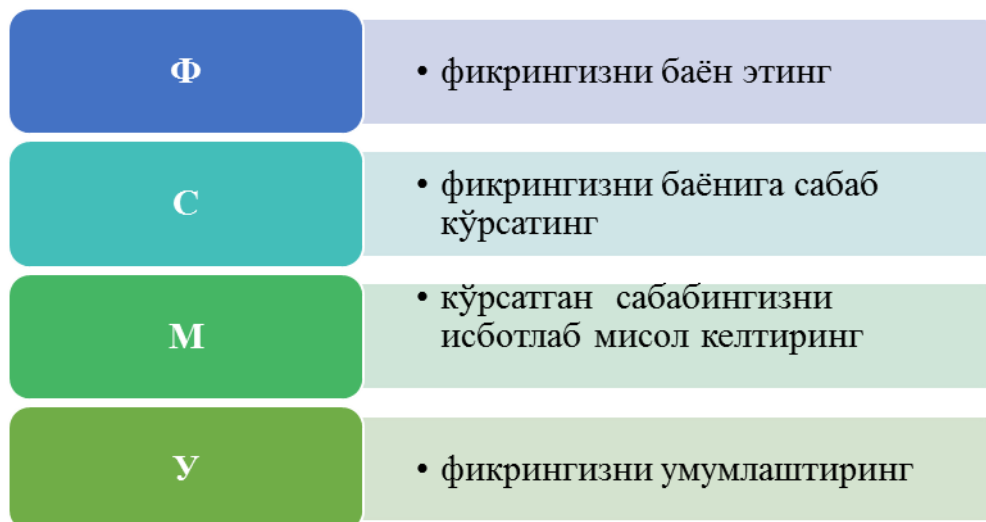 Ф
• фикрингизни баён этинг
С
• фикрингизни баёнига сабаб
кўрсатинг
М
• кўрсатган сабабингизни
исботлаб мисол келтиринг
У
• фикрингизни умумлаштиринг